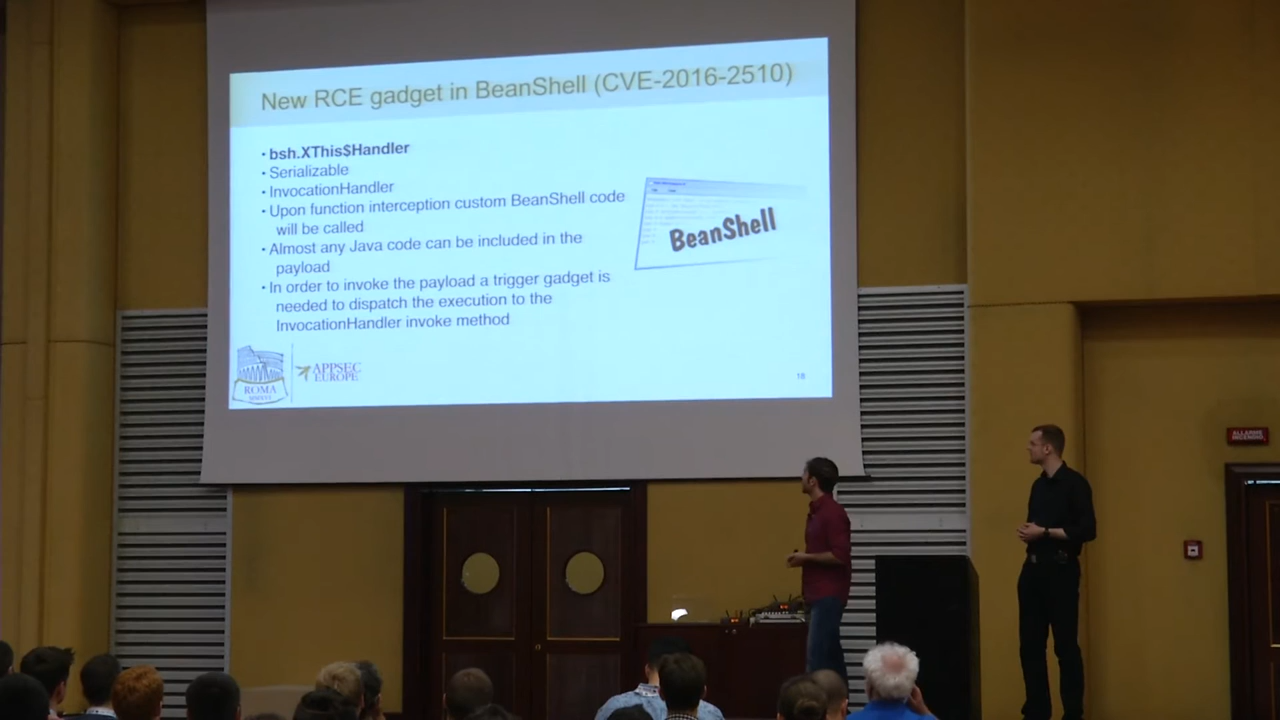 New RCE gadget in BeanShell (CVE-2016-2510)
• bsh.XThis$Handler
• Serializable
• InvocationHandler
• Upon function interception custom BeanShell code
will be called
• Almost any Java code can be included in the
payload
• In order to invoke the payload a trigger gadget is
needed to dispatch the execution to the
InvocationHandler invoke method
BeanShell
ROMA
APPSEC
EUROPE
18
ALLARME
INCENDIO